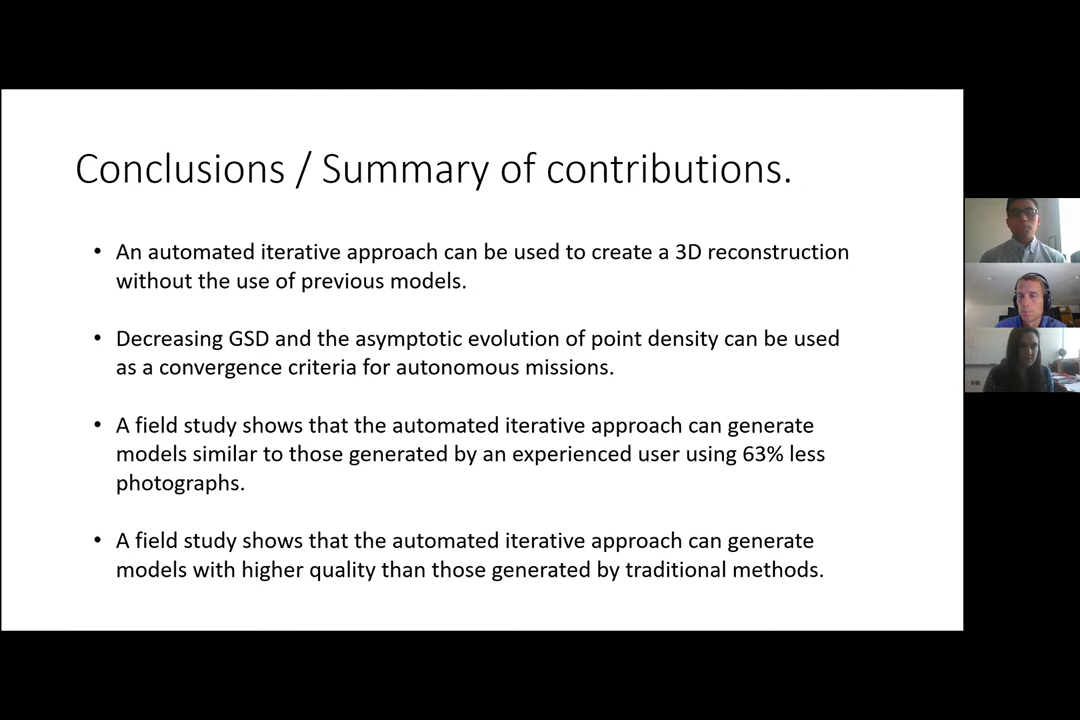 Conclusions / Summary of contributions.
• An automated iterative approach can be used to create a 3D reconstruction
without the use of previous models.
• Decreasing GSD and the asymptotic evolution of point density can be used
as a convergence criteria for autonomous missions.
• A field study shows that the automated iterative approach can generate
models similar to those generated by an experienced user using 63% less
photographs.
• A field study shows that the automated iterative approach can generate
models with higher quality than those generated by traditional methods.